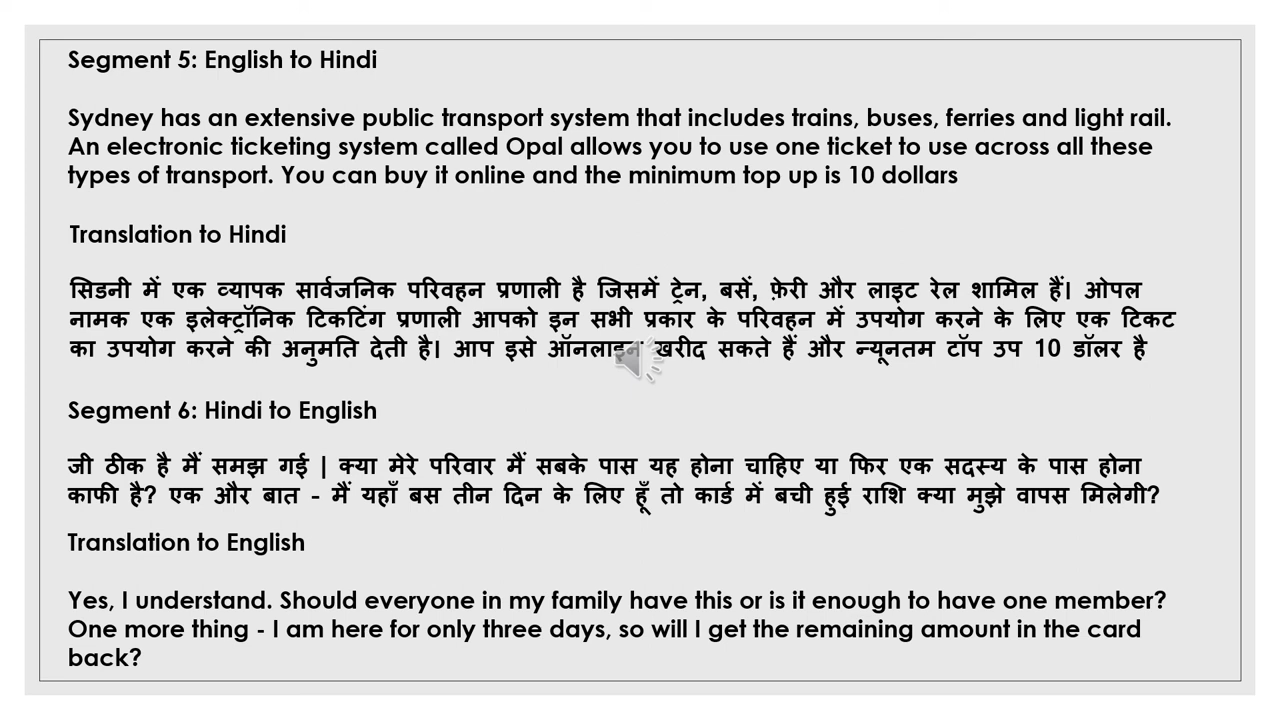 Segment 5: English to Hindi
Sydney has an extensive public transport system that includes trains, buses, ferries and light rail.
An electronic ticketing system called Opal allows you to use one ticket to use across all these
types of transport. You can buy it online and the minimum top up is 10 dollars
Translation to Hindi
सिडनी में एक व्यापक सार्वजनिक परिवहन प्रणाली है जिसमें ट्रेन, बसें, फ़ेरी और लाइट रेल शामिल हैं। ओपल
नामक एक इलेक्ट्रॉनिक टिकटिंग प्रणाली आपको इन सभी प्रकार के परिवहन में उपयोग करने के लिए एक टिकट
का उपयोग करने की अनुमति देती है। आप इसे ऑनलाइन खरीद सकते हैं और न्यूनतम टॉप उप 10 डॉलर है
Segment 6: Hindi to English
जी ठीक है मैं समझ गई | क्या मेरे परिवार मैं सबके पास यह होना चाहिए या फिर एक सदस्य के पास होना
काफी है? एक और बात - मैं यहाँ बस तीन दिन के लिए हूँ तो कार्ड में बची हुई राशि क्या मुझे वापस मिलेगी?
Translation to English
Yes, I understand. Should everyone in my family have this or is it enough to have one member?
One more thing - I am here for only three days, so will I get the remaining amount in the card
back?